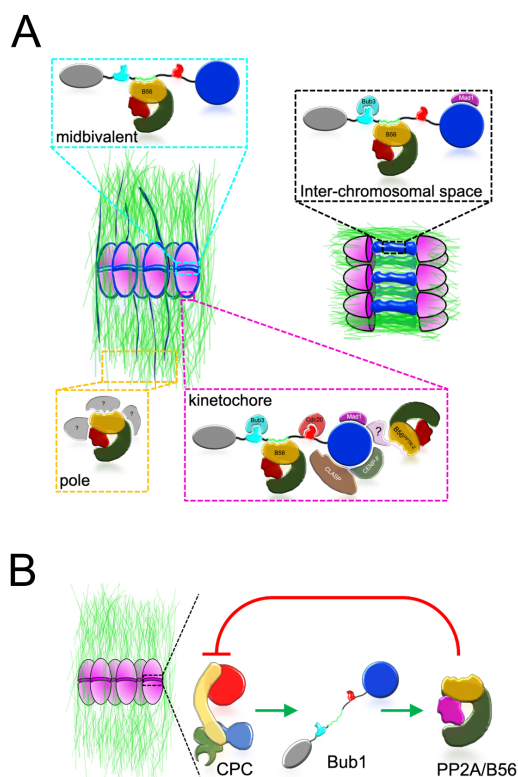 A
B56
midbivalent
Bub3
Mad1
B56
Inter-chromosomal space
kinetochore
Bub3
Cdc20
Mad1
?
B56
CLASP
CENP-F
? ? ?
pole
B
CPC
Bub1
PP2A/B56